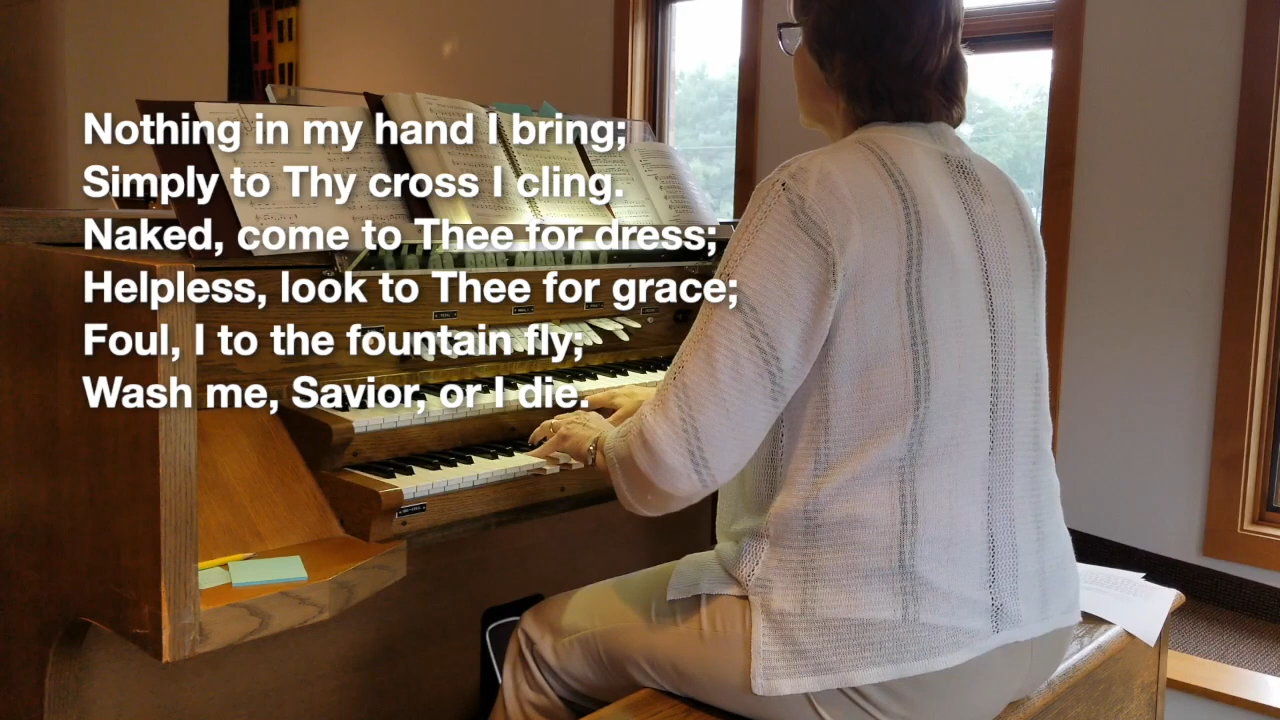 Nothing in my hand I bring;
Simply to Thy cross I cling.
Naked, come to Thee for dress;
Helpless, look to Thee for grace;
Foul, I to the fountain fly;
Wash me, Savior, or I die.